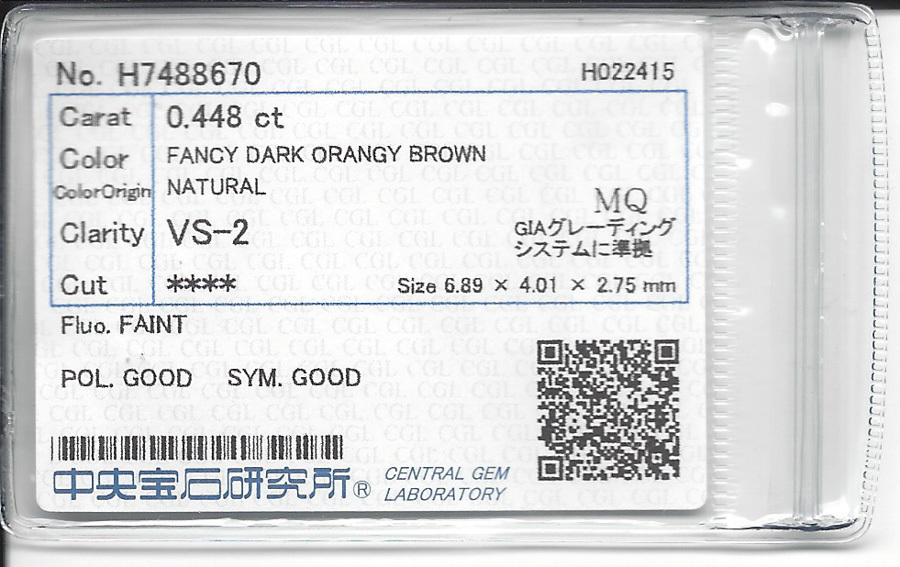 No. H7488670 H022415
Carat 0.448 ct
Color FANCY DARK ORANGY BROWN
ColorOrigin NATURAL
MQ
Clarity VS-2 GIAグレーディング
システムに準拠
Cut **** Size 6.89 × 4.01 × 2.75 mm
Fluo. FAINT
POL. GOOD SYM. GOOD
中央宝石研究所® CENTRAL GEM
LABORATORY